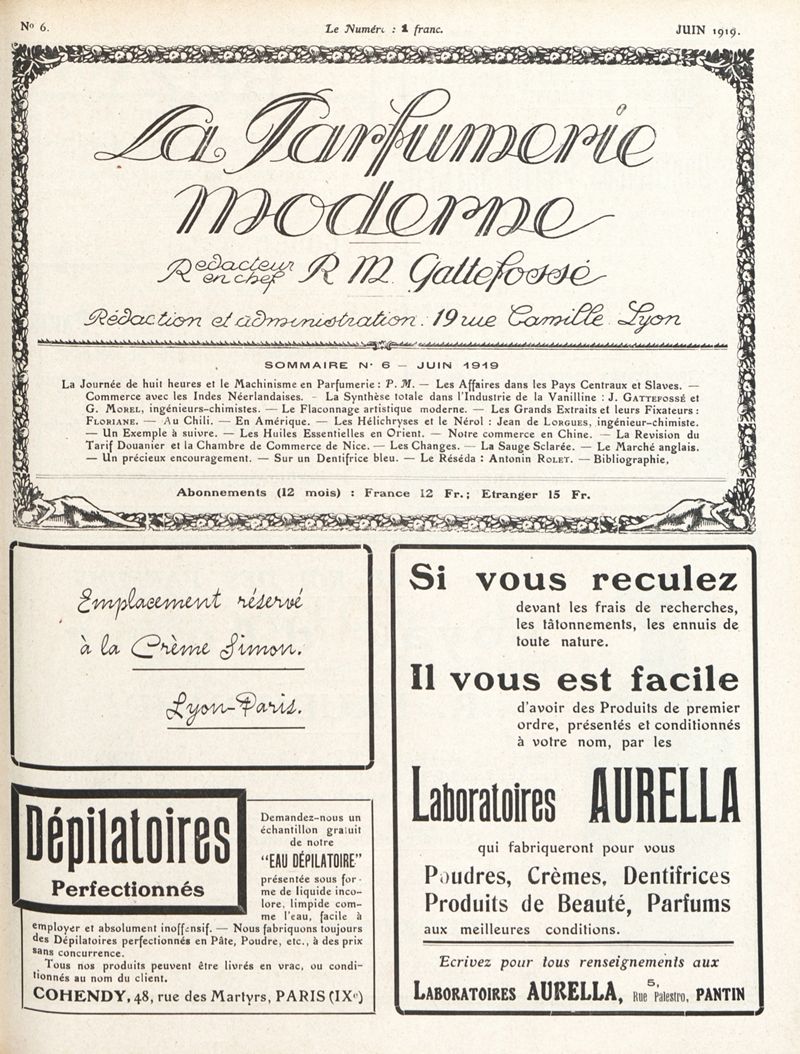 Nº 6.
Le Numéro : 1 franc.
JUIN 1919.
La Parfumerie
moderne
Rédacteur en chef R. M. Gattefossé
Rédaction et administration. 19 rue Camille. Lyon
SOMMAIRE Nº 6 — JUIN 1919
La Journée de huit heures et le Machinisme en Parfumerie : P. M. — Les Affaires dans les Pays Centraux et Slaves. —
Commerce avec les Indes Néerlandaises. - La Synthèse totale dans l'Industrie de la Vanilline : J. GATTEFOSSÉ et
G. MOREL, ingénieurs-chimistes. — Le Flaconnage artistique moderne. — Les Grands Extraits et leurs Fixateurs :
FLORIANE. — Au Chili. — En Amérique. — Les Hélichryses et le Nérol : Jean de LORGUES, ingénieur-chimiste.
— Un Exemple à suivre. — Les Huiles Essentielles en Orient. — Notre commerce en Chine. — La Revision du
Tarif Douanier et la Chambre de Commerce de Nice. — Les Changes. — La Sauge Sclarée. — Le Marché anglais.
— Un précieux encouragement. — Sur un Dentifrice bleu. — Le Réséda : Antonin ROLET. — Bibliographie.
Abonnements (12 mois) : France 12 Fr.; Etranger 15 Fr.
Emplacement réservé
à la Crème Simon.
Lyon-Paris.
Dépilatoires
Perfectionnés
Demandez-nous un
échantillon gratuit
de notre
"EAU DÉPILATOIRE"
présentée sous for-
me de liquide inco-
lore, limpide com-
me l'eau, facile à
employer et absolument inoffensif. — Nous fabriquons toujours
des Dépilatoires perfectionnés en Pâte, Poudre, etc., à des prix
sans concurrence.
Tous nos produits peuvent être livrés en vrac, ou condi-
tionnés au nom du client.
COHENDY, 48, rue des Martyrs, PARIS (IXe)
Si vous reculez
devant les frais de recherches,
les tâtonnements, les ennuis de
toute nature.
Il vous est facile
d'avoir des Produits de premier
ordre, présentés et conditionnés
à votre nom, par les
Laboratoires AURELLA
qui fabriqueront pour vous
Poudres, Crèmes, Dentifrices
Produits de Beauté, Parfums
aux meilleures conditions.
Ecrivez pour tous renseignements aux
LABORATOIRES AURELLA, 5, Rue Palestro, PANTIN